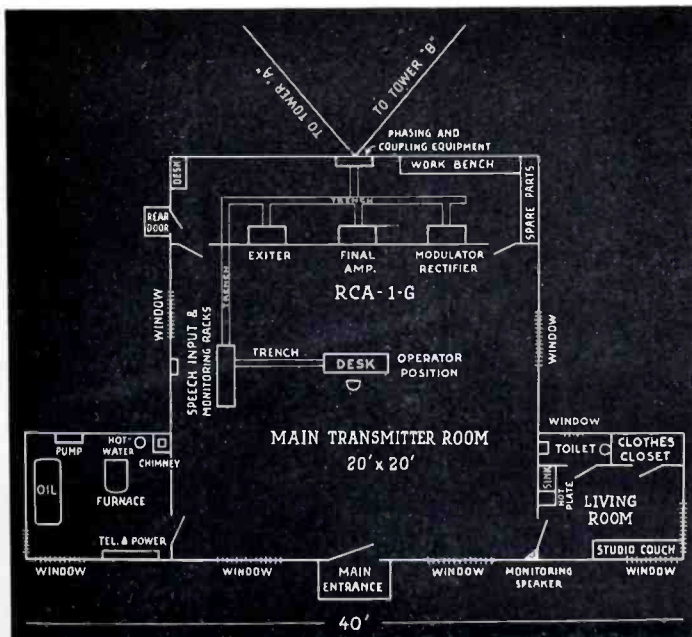 TO TOWER "A"
TO TOWER "B"
PHASING AND
COUPLING EQUIPMENT
DESK
WORK BENCH
SPARE PARTS
TRENCH
REAR
DOOR
EXITER
FINAL
AMP.
MODULATOR
RECTIFIER
RCA-1-G
TRENCH
WINDOW
SPEECH INPUT &
MONITORING RACKS
WINDOW
TRENCH
DESK
OPERATOR
POSITION
MAIN TRANSMITTER ROOM
20' x 20'
WINDOW
PUMP
HOT
WATER
CHIMNEY
TOILET
CLOTHES
CLOSET
OIL
FURNACE
SINK
HOT
PLATE
LIVING
ROOM
TEL. & POWER
STUDIO COUCH
WINDOW
WINDOW
MAIN
ENTRANCE
WINDOW
MONITORING
SPEAKER
WINDOW
40'